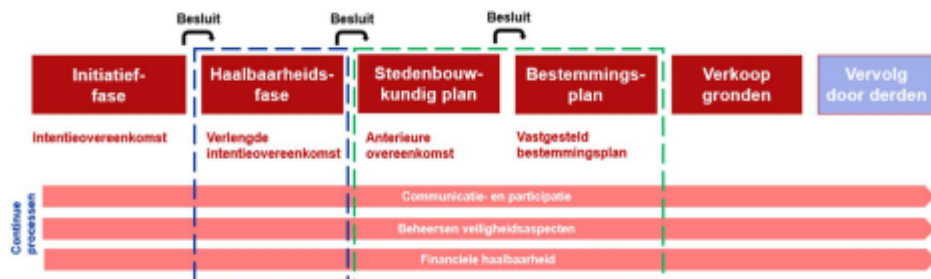 Besluit
Besluit
Besluit
Initiatief-
fase
Haalbaarheids-
fase
Stedenbouw-
kundig plan
Bestemmings-
plan
Verkoop
gronden
Vervolg
door derden
Intentieovereenkomst
Verlengde
intentieovereenkomst
Anterieure
overeenkomst
Vastgesteld
bestemmingsplan
Continue
processen
Communicatie- en participatie
Beheersen veiligheidsaspecten
Financiele haalbaarheid